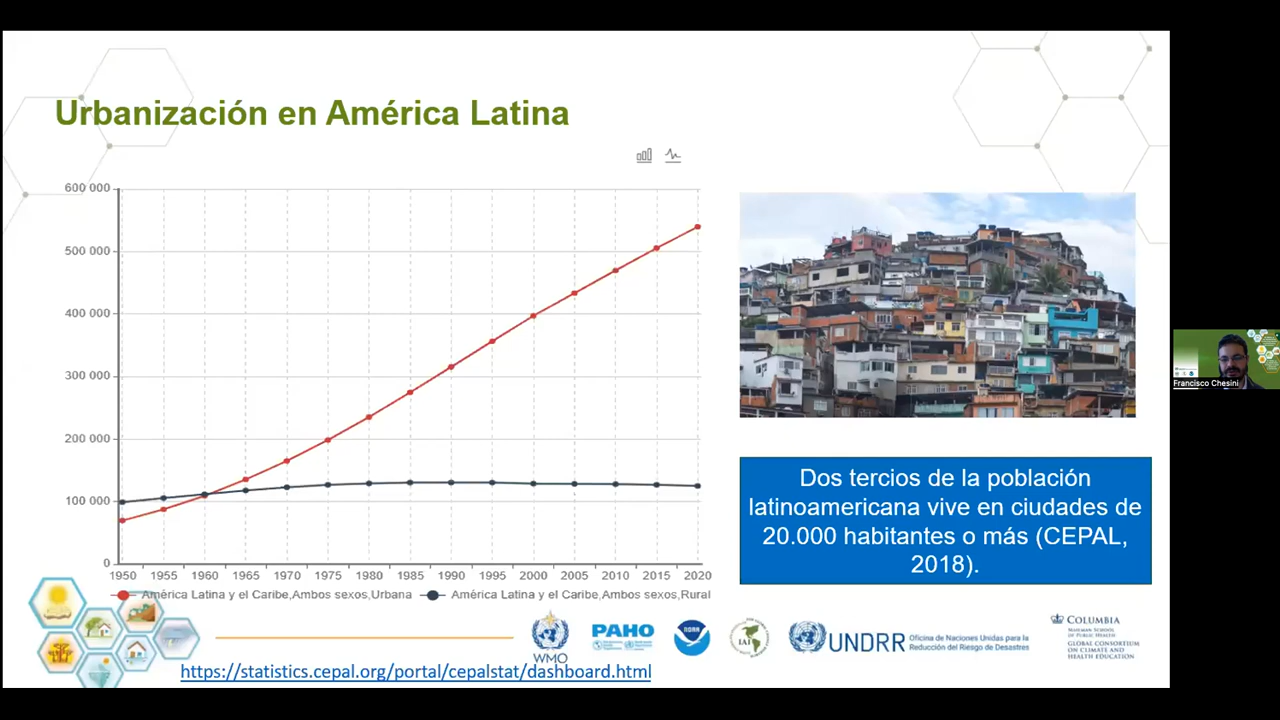 Urbanización en América Latina
600 000
500 000
400 000
300 000
200 000
100 000
0
1950 1955 1960 1965 1970 1975 1980 1985 1990 1995 2000 2005 2010 2015 2020
América Latina y el Caribe,Ambos sexos,Urbana América Latina y el Caribe,Ambos sexos,Rural
Dos tercios de la población
latinoamericana vive en ciudades de
20.000 habitantes o más (CEPAL,
2018).
Francisco Chesini
WMO
PAHO
NOAA
IAI
UNDRR
Oficina de Naciones Unidas para la
Reducción del Riesgo de Desastres
COLUMBIA
MAILMAN SCHOOL
OF PUBLIC HEALTH
GLOBAL CONSORTIUM
ON CLIMATE AND
HEALTH EDUCATION
https://statistics.cepal.org/portal/cepalstat/dashboard.html